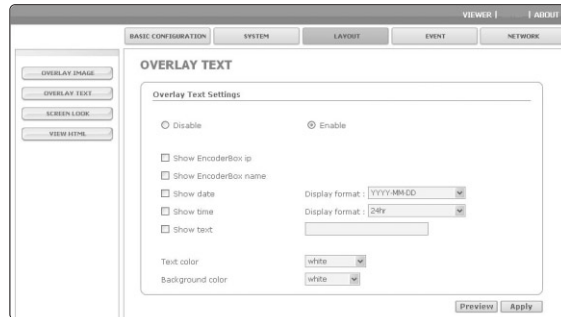 VIEWER | | ABOUT
BASIC CONFIGURATION SYSTEM LAYOUT EVENT NETWORK
OVERLAY IMAGE
OVERLAY TEXT
SCREEN LOOK
VIEW HTML
OVERLAY TEXT
Overlay Text Settings
Disable Enable
Show EncoderBox ip
Show EncoderBox name
Show date Display format : YYYY-MM-DD
Show time Display format : 24hr
Show text
Text color white
Background color white
Preview Apply